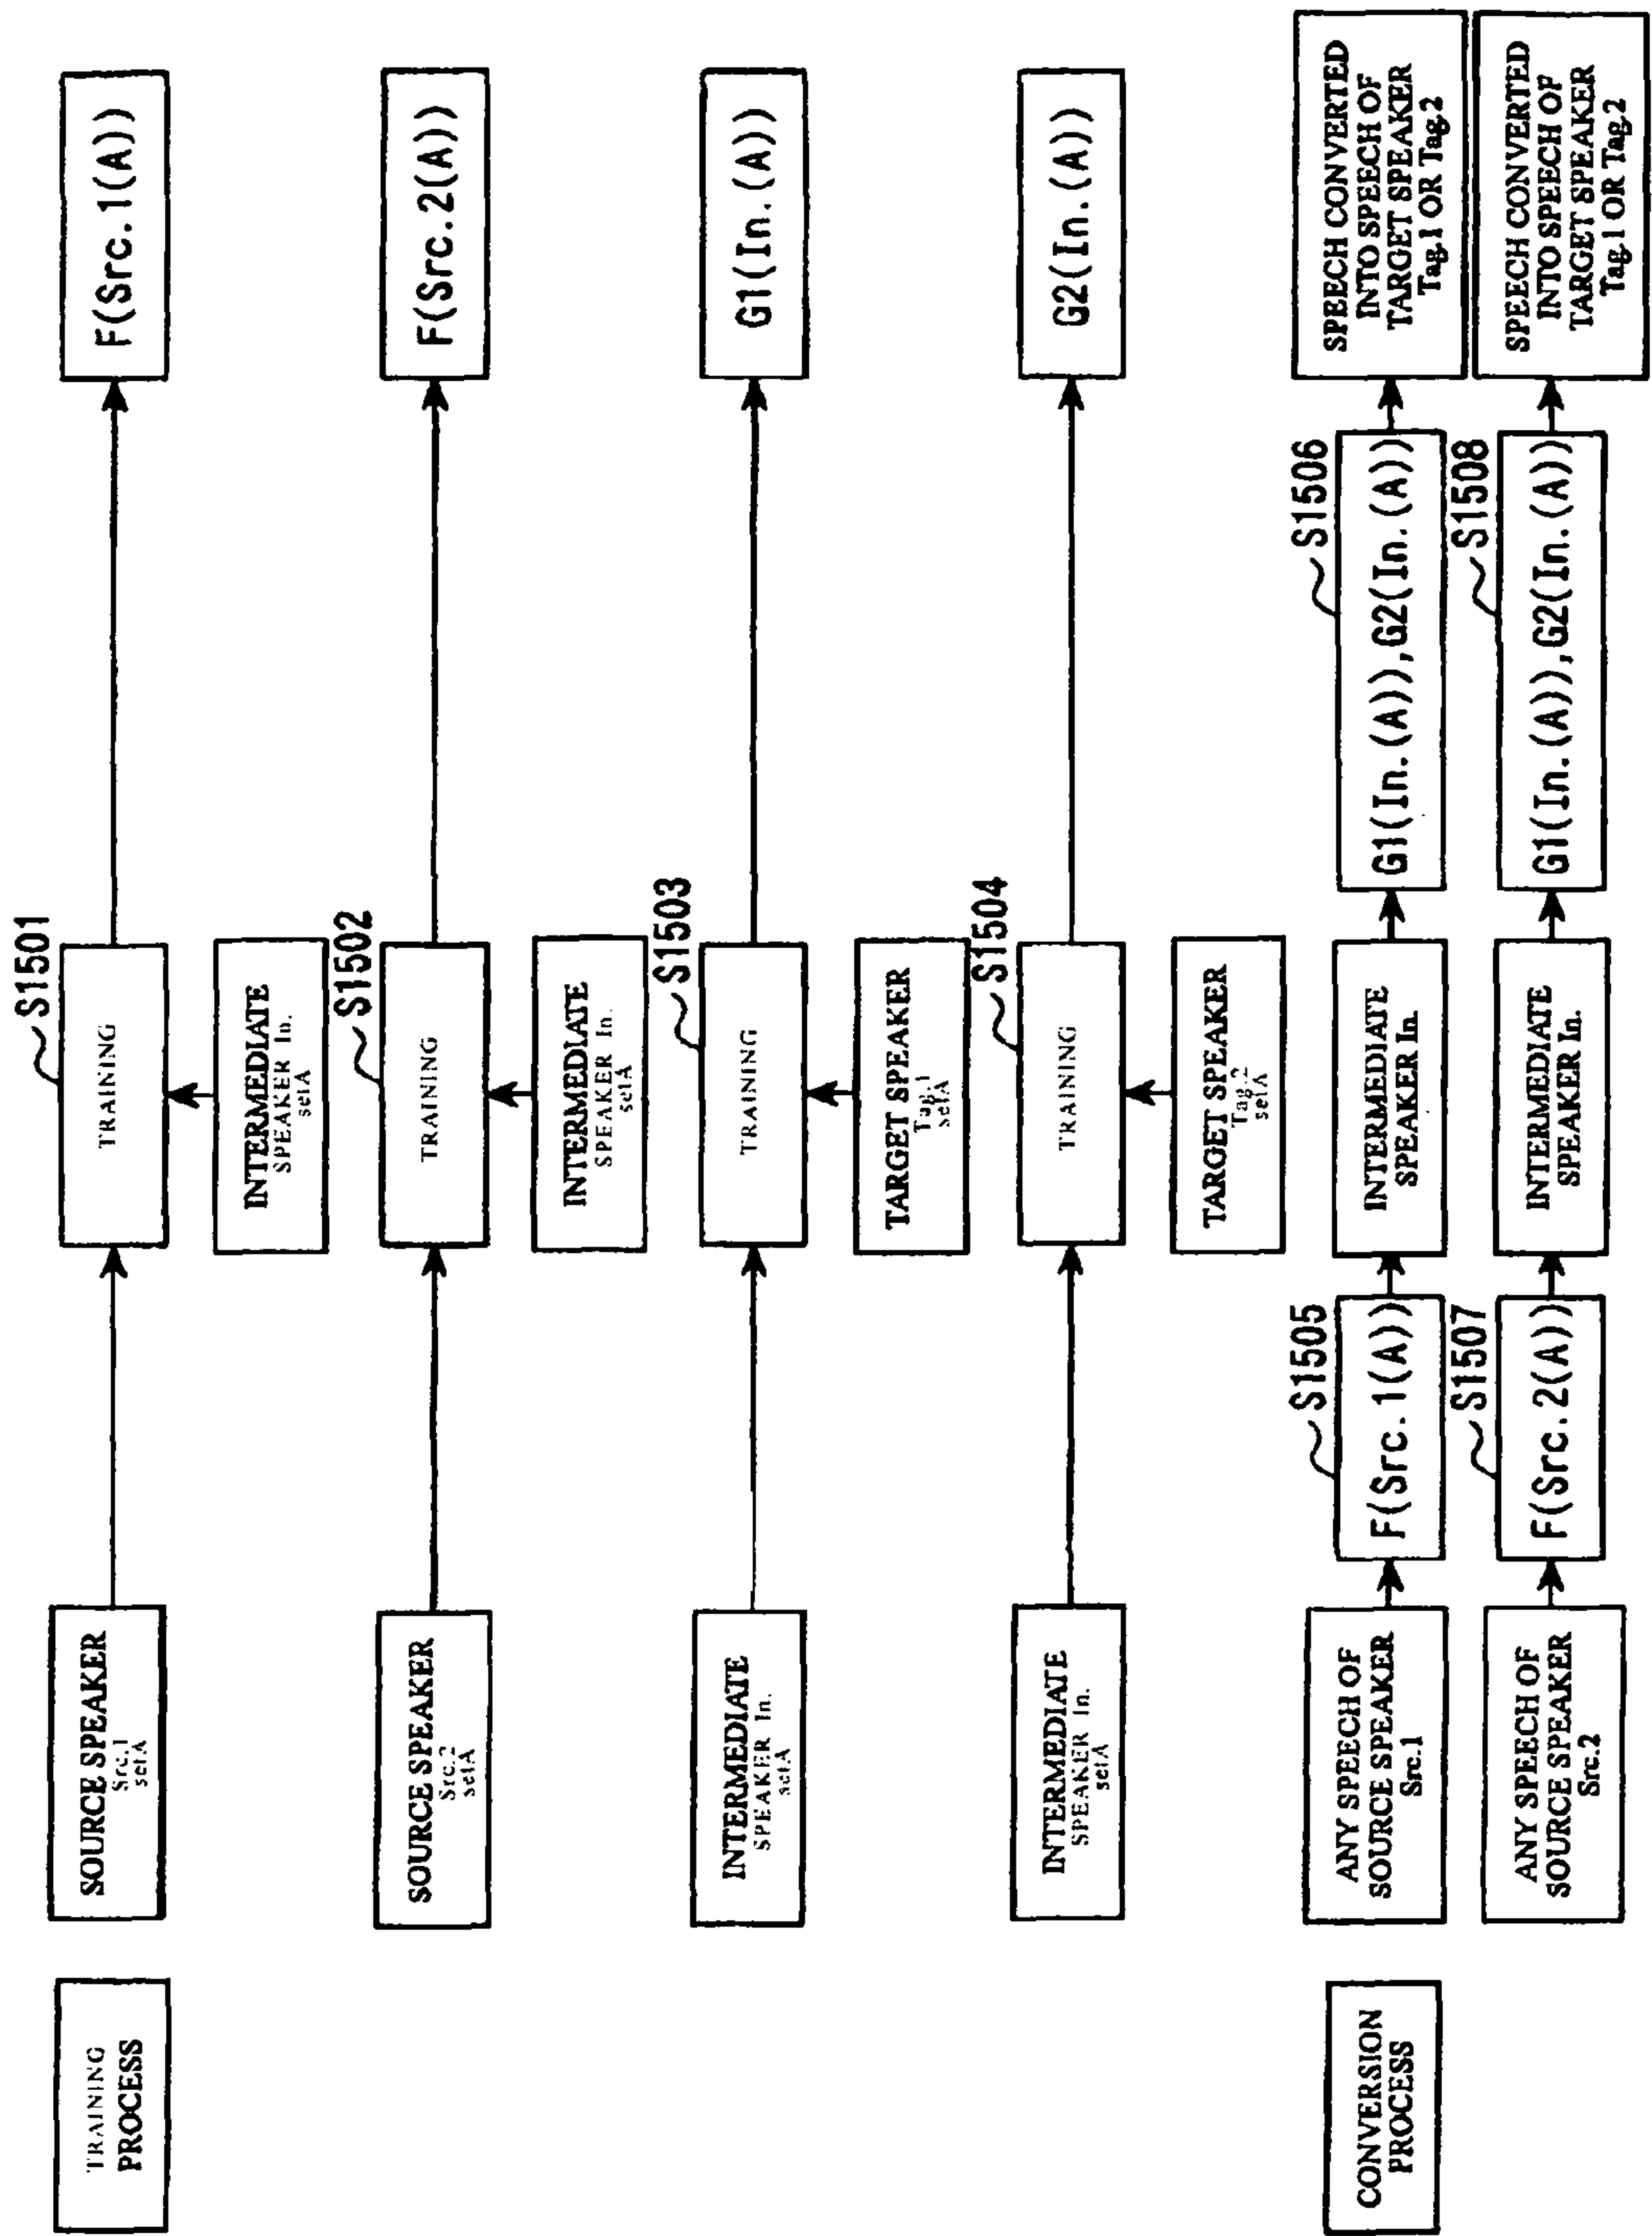 TRAINING
PROCESS
SOURCE SPEAKER
Src.1
setA
S1501
TRAINING
INTERMEDIATE
SPEAKER In.
setA
F(Src.1(A))
SOURCE SPEAKER
Src.2
setA
S1502
TRAINING
INTERMEDIATE
SPEAKER In.
setA
F(Src.2(A))
INTERMEDIATE
SPEAKER In.
setA
S1503
TRAINING
TARGET SPEAKER
Tag.1
setA
G1(In.(A))
INTERMEDIATE
SPEAKER In.
setA
S1504
TRAINING
TARGET SPEAKER
Tag.2
setA
G2(In.(A))
CONVERSION
PROCESS
ANY SPEECH OF
SOURCE SPEAKER
Src.1
S1505
F(Src.1(A))
INTERMEDIATE
SPEAKER In.
S1506
G1(In.(A)),G2(In.(A))
SPEECH CONVERTED
INTO SPEECH OF
TARGET SPEAKER
Tag.1 OR Tag.2
ANY SPEECH OF
SOURCE SPEAKER
Src.2
S1507
F(Src.2(A))
INTERMEDIATE
SPEAKER In.
S1508
G1(In.(A)),G2(In.(A))
SPEECH CONVERTED
INTO SPEECH OF
TARGET SPEAKER
Tag.1 OR Tag.2